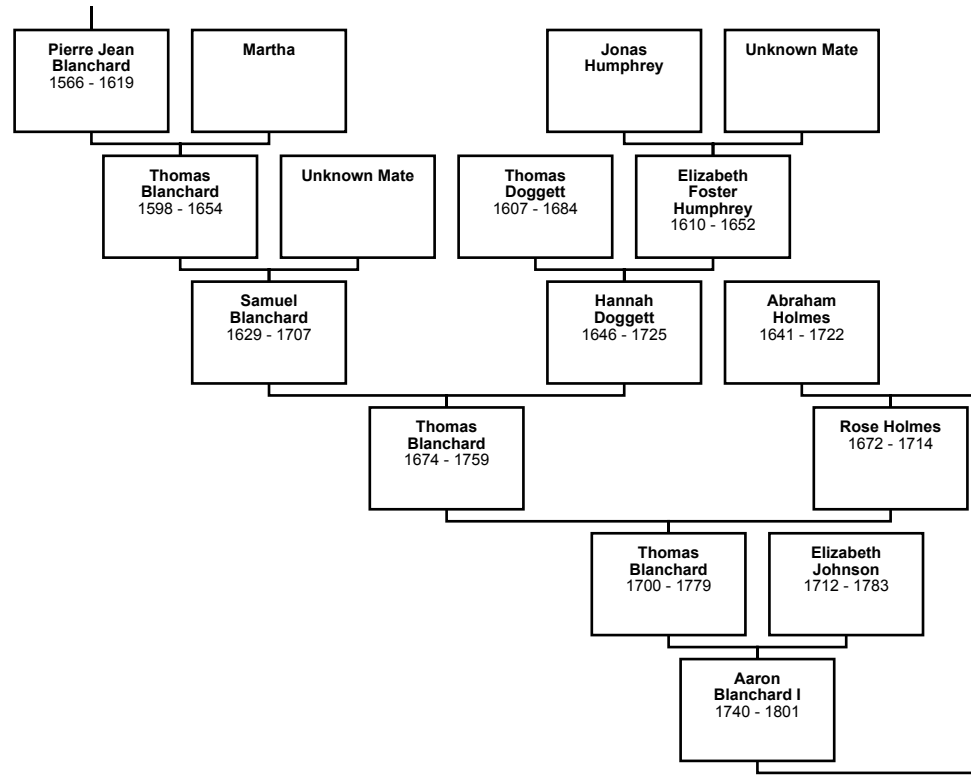 Pierre Jean
Blanchard
1566 - 1619
Martha
Jonas
Humphrey
Unknown Mate
Thomas
Blanchard
1598 - 1654
Unknown Mate
Thomas
Doggett
1607 - 1684
Elizabeth
Foster
Humphrey
1610 - 1652
Samuel
Blanchard
1629 - 1707
Hannah
Doggett
1646 - 1725
Abraham
Holmes
1641 - 1722
Thomas
Blanchard
1674 - 1759
Rose Holmes
1672 - 1714
Thomas
Blanchard
1700 - 1779
Elizabeth
Johnson
1712 - 1783
Aaron
Blanchard I
1740 - 1801